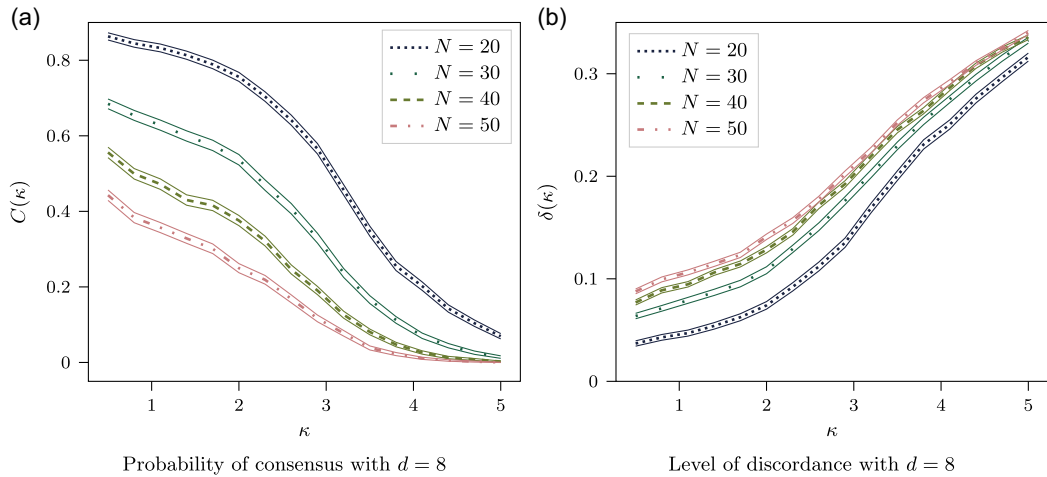 (a)
0.8
0.6
0.4
0.2
0
C(κ)
1 2 3 4 5
κ
N = 20
N = 30
N = 40
N = 50
Probability of consensus with d = 8
(b)
0.3
0.2
0.1
0
δ(κ)
1 2 3 4 5
κ
N = 20
N = 30
N = 40
N = 50
Level of discordance with d = 8